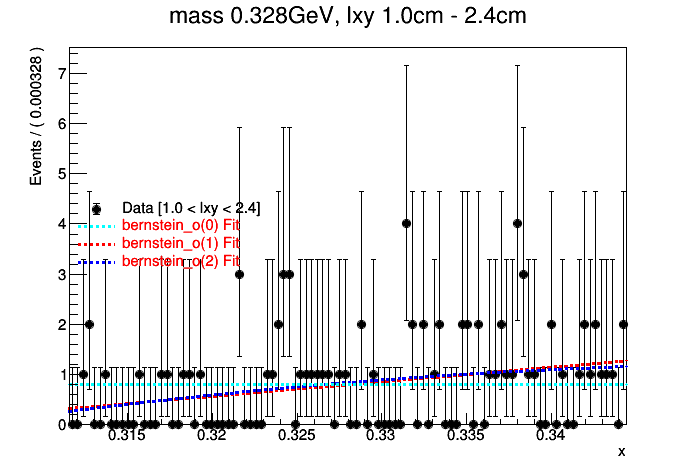 mass 0.328GeV, lxy 1.0cm - 2.4cm
Events / ( 0.000328 )
7
6
5
4
3
2
1
0
Data [1.0 < lxy < 2.4]
bernstein_o(0) Fit
bernstein_o(1) Fit
bernstein_o(2) Fit
0.315 0.32 0.325 0.33 0.335 0.34
x